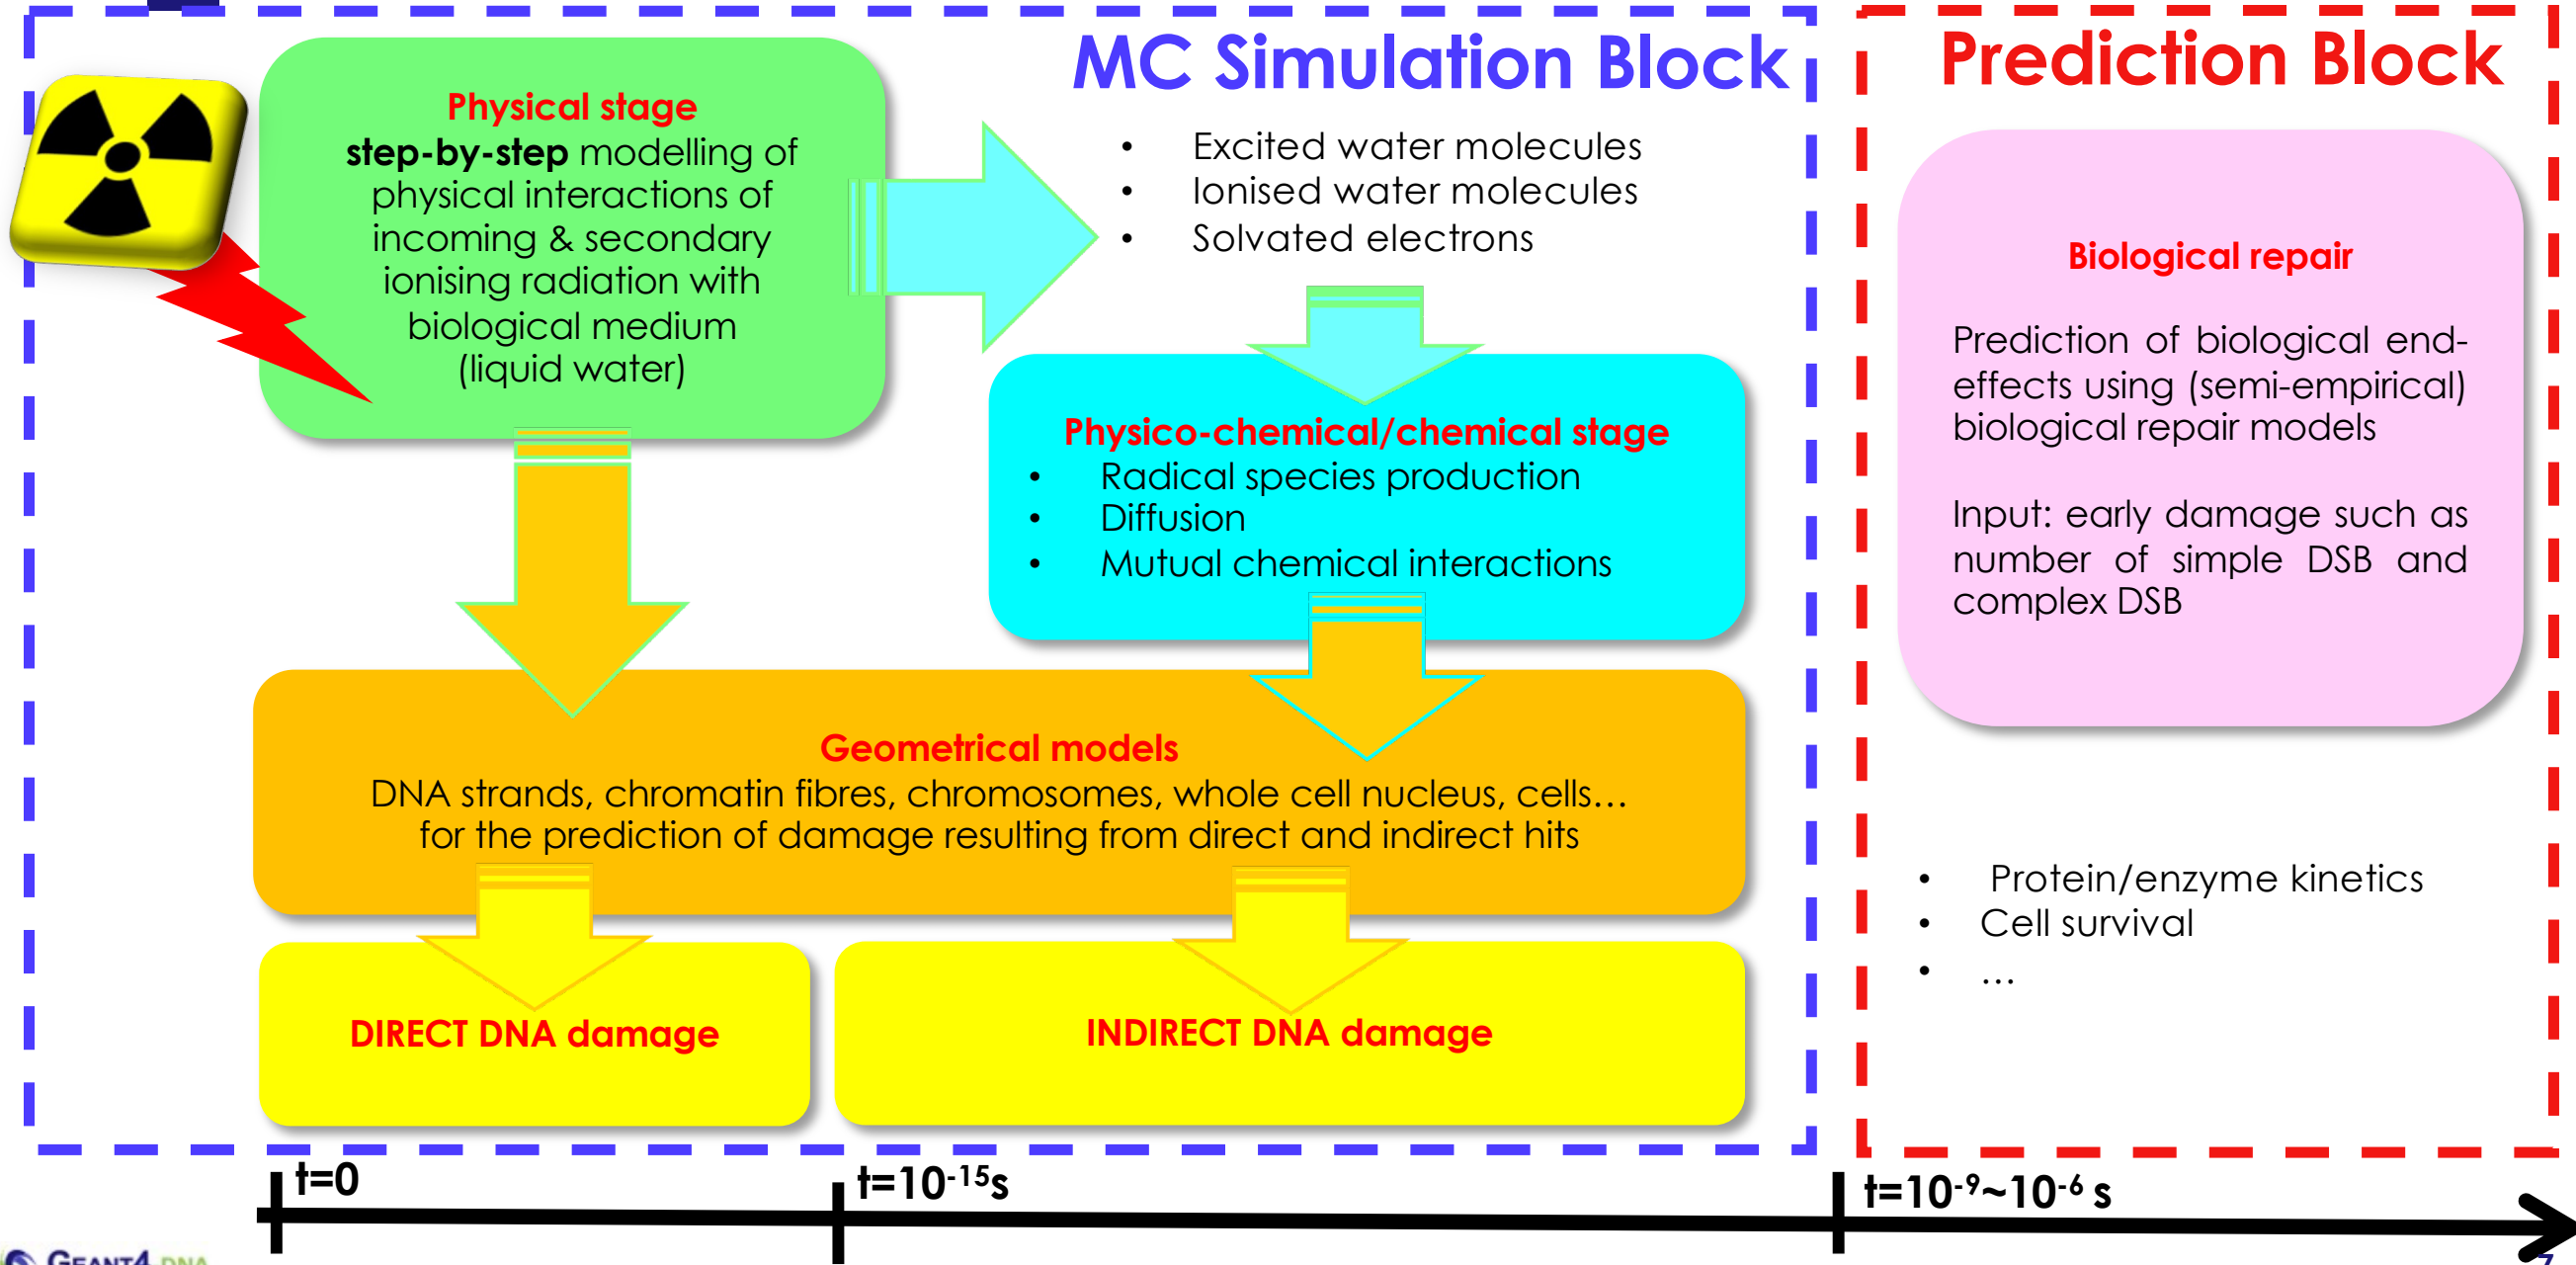 MC Simulation Block
Prediction Block
Physical stage
step-by-step modelling of
physical interactions of
incoming & secondary
ionising radiation with
biological medium
(liquid water)
• Excited water molecules
• Ionised water molecules
• Solvated electrons
Physico-chemical/chemical stage
• Radical species production
• Diffusion
• Mutual chemical interactions
Geometrical models
DNA strands, chromatin fibres, chromosomes, whole cell nucleus, cells…
for the prediction of damage resulting from direct and indirect hits
DIRECT DNA damage
INDIRECT DNA damage
Biological repair
Prediction of biological end-
effects using (semi-empirical)
biological repair models
Input: early damage such as
number of simple DSB and
complex DSB
• Protein/enzyme kinetics
• Cell survival
• …
t=0
t=10⁻¹⁵s
t=10⁻⁹~10⁻⁶ s
GEANT4 DNA
7